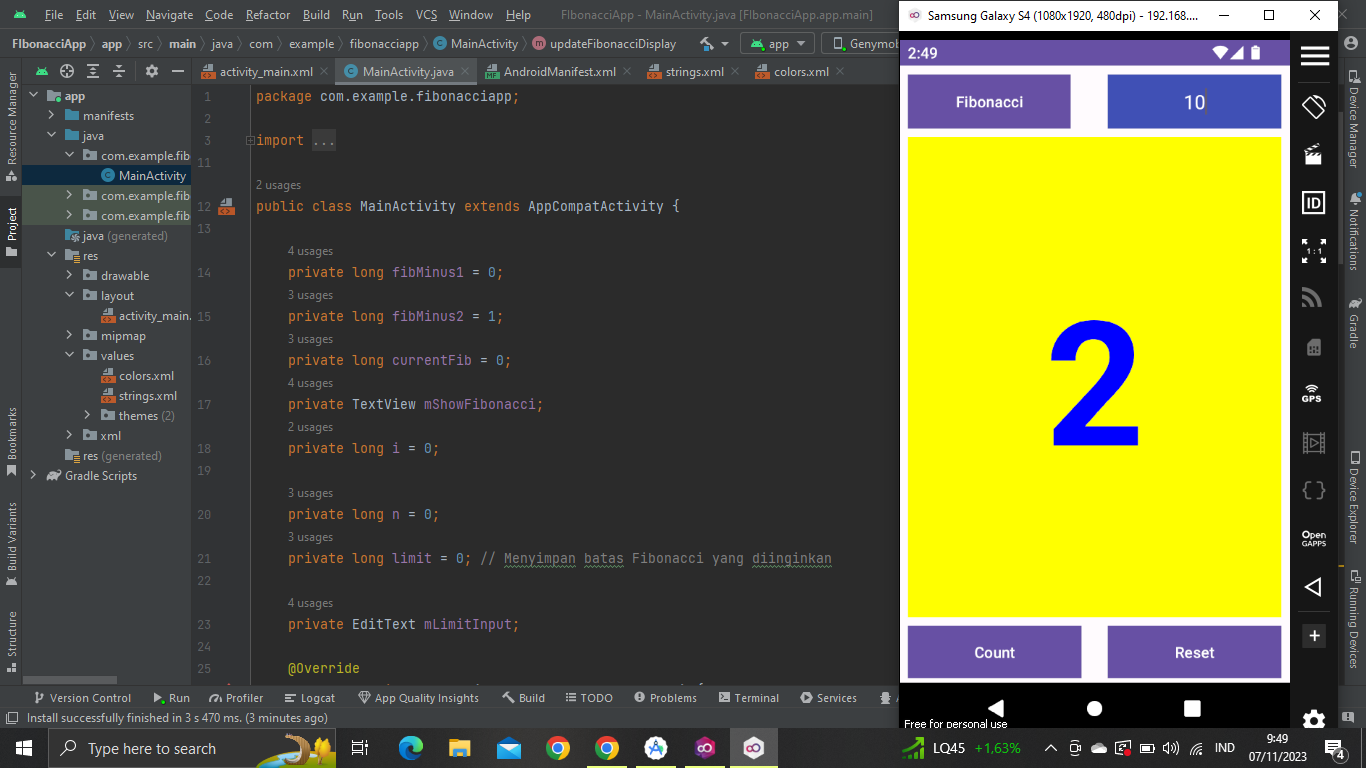 File Edit View Navigate Code Refactor Build Run Tools VCS Window Help FIbonacciApp - MainActivity.java [FIbonacciApp.app.main]
FIbonacciApp app src main java com example fibonacciapp MainActivity updateFibonacciDisplay app Genymot
activity_main.xml MainActivity.java AndroidManifest.xml strings.xml colors.xml
Resource Manager
Project
Bookmarks
Build Variants
Structure
app
manifests
java
com.example.fib
MainActivity
com.example.fib
com.example.fib
java (generated)
res
drawable
layout
activity_main.
mipmap
values
colors.xml
strings.xml
themes (2)
xml
res (generated)
Gradle Scripts
1 package com.example.fibonacciapp;
2
3 import ...
11
2 usages
12 public class MainActivity extends AppCompatActivity {
13
4 usages
14 private long fibMinus1 = 0;
3 usages
15 private long fibMinus2 = 1;
3 usages
16 private long currentFib = 0;
4 usages
17 private TextView mShowFibonacci;
2 usages
18 private long i = 0;
19
3 usages
20 private long n = 0;
3 usages
21 private long limit = 0; // Menyimpan batas Fibonacci yang diinginkan
22
4 usages
23 private EditText mLimitInput;
24
25 @Override
Samsung Galaxy S4 (1080x1920, 480dpi) - 192.168....
2:49
Fibonacci 10
2
Count Reset
Free for personal use
ID
1:1
GPS
Open
GAPPS
Device Manager
Notifications
Gradle
Device Explorer
Running Devices
Version Control Run Profiler Logcat App Quality Insights Build TODO Problems Terminal Services
Install successfully finished in 3 s 470 ms. (3 minutes ago)
Type here to search LQ45 +1,63% IND 9:49
07/11/2023
4